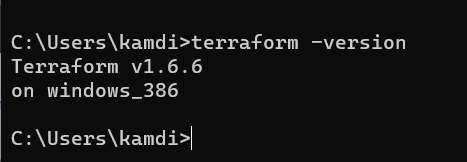 C:\Users\kamdi>terraform -version
Terraform v1.6.6
on windows_386
C:\Users\kamdi>